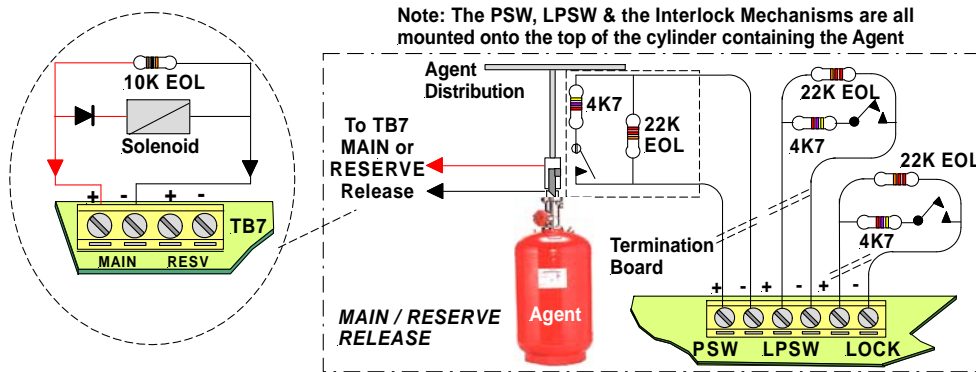 Note: The PSW, LPSW & the Interlock Mechanisms are all
mounted onto the top of the cylinder containing the Agent
10K EOL
Solenoid
+ - + -
TB7
MAIN RESV
To TB7
MAIN or
RESERVE
Release
Agent
Distribution
4K7
22K
EOL
22K EOL
4K7
22K EOL
4K7
Termination
Board
MAIN / RESERVE
RELEASE
Agent
+ - + - + -
PSW LPSW LOCK